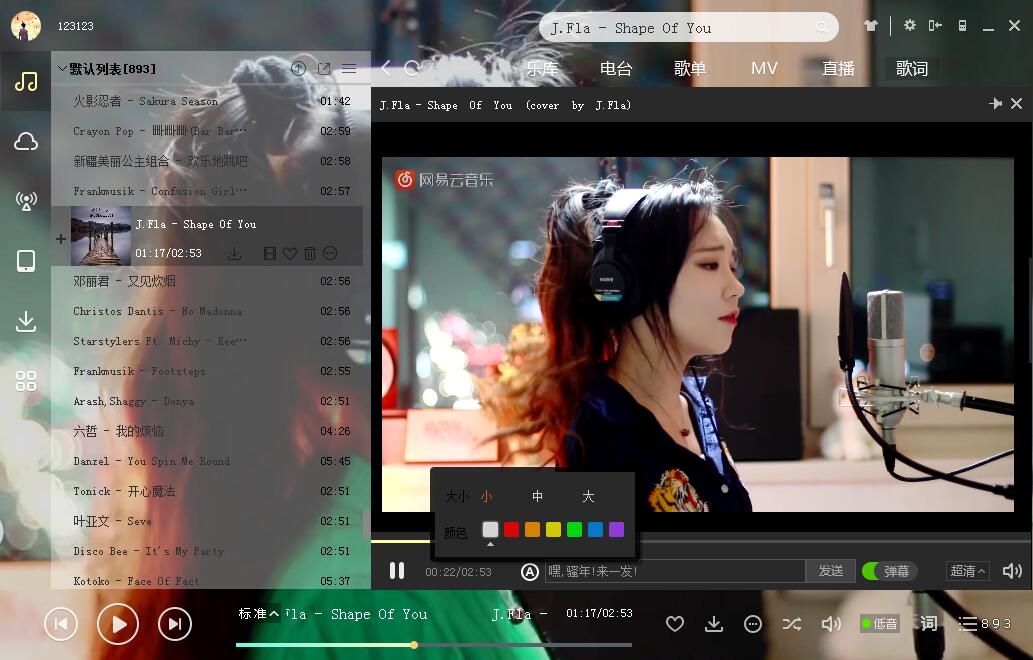 123123
J.Fla - Shape Of You
默认列表[893]
乐库 电台 歌单 MV 直播 歌词
火影忍者 - Sakura Season 01:42
Crayon Pop - 빠빠빠(Bar Bar··· 02:59
新疆美丽公主组合 - 欢乐地跳吧 02:58
Frankmusik - Confusion Girl··· 02:57
J.Fla - Shape Of You
01:17/02:53
邓丽君 - 又见炊烟 02:56
Christos Dantis - No Madonna 02:56
Starstylers Ft. Michy - Kee··· 02:56
Frankmusik - Footsteps 02:55
Arash,Shaggy - Donya 02:51
六哲 - 我的烦恼 04:26
Danzel - You Spin Me Round 05:45
Tonick - 开心魔法 02:51
叶亚文 - Seve 02:51
Disco Bee - It's My Party 02:51
Kotoko - Face Of Fact 05:37
J.Fla - Shape Of You (cover by J.Fla)
网易云音乐
SONY
大小 小 中 大
颜色
00:22/02:53 A 嘿,骚年!来一发! 发送 弹幕 超清
标准 la - Shape Of You J.Fla - 01:17/02:53
低音 词 893